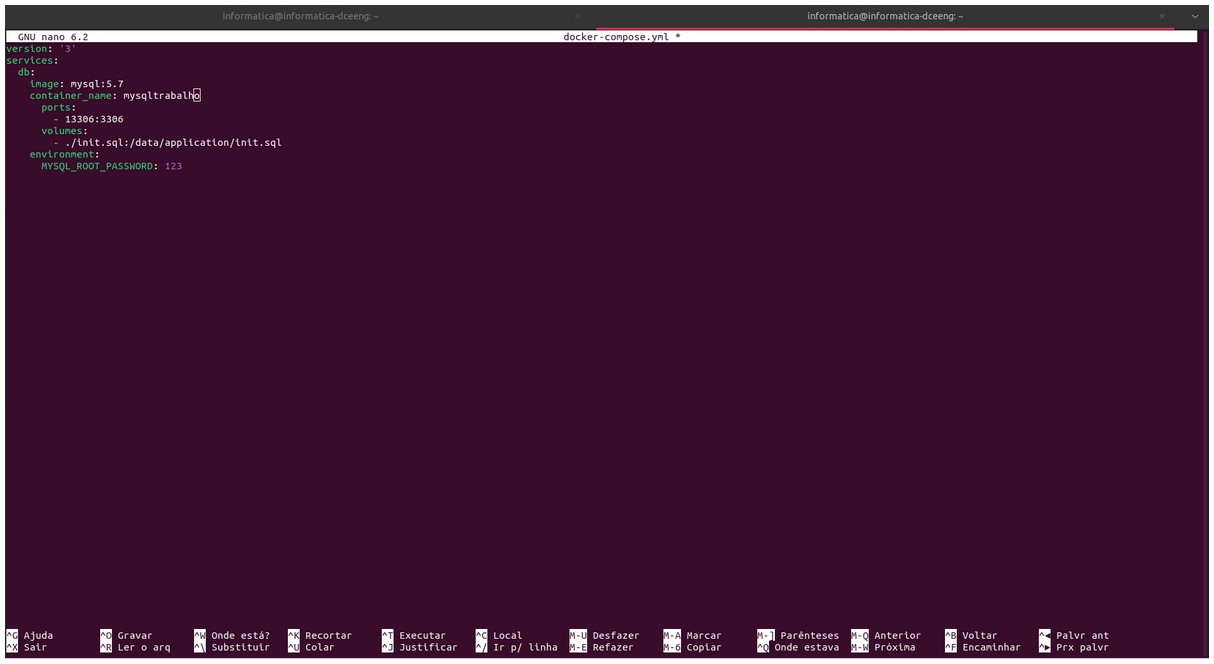 informatica@informatica-dceeng: ~ × informatica@informatica-dceeng: ~ ×
GNU nano 6.2 docker-compose.yml *
version: '3'
services:
  db:
    image: mysql:5.7
    container_name: mysqltrabalho
      ports:
        - 13306:3306
      volumes:
        - ./init.sql:/data/application/init.sql
    environment:
      MYSQL_ROOT_PASSWORD: 123
^G Ajuda ^O Gravar ^W Onde está? ^K Recortar ^T Executar ^C Local M-U Desfazer M-A Marcar M-] Parênteses M-Q Anterior ^B Voltar ^◄ Palvr ant
^X Sair ^R Ler o arq ^\ Substituir ^U Colar ^J Justificar ^/ Ir p/ linha M-E Refazer M-6 Copiar ^Q Onde estava M-W Próxima ^F Encaminhar ^► Prx palvr